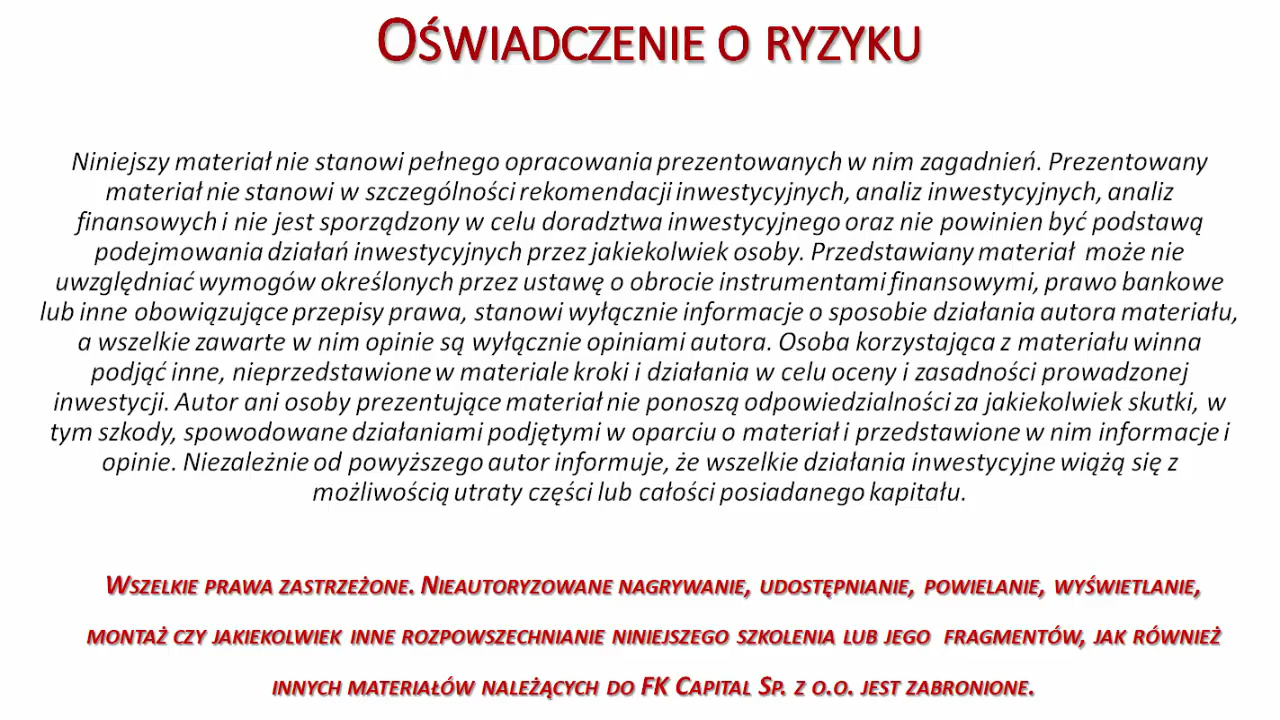 OŚWIADCZENIE O RYZYKU
Niniejszy materiał nie stanowi pełnego opracowania prezentowanych w nim zagadnień. Prezentowany
materiał nie stanowi w szczególności rekomendacji inwestycyjnych, analiz inwestycyjnych, analiz
finansowych i nie jest sporządzony w celu doradztwa inwestycyjnego oraz nie powinien być podstawą
podejmowania działań inwestycyjnych przez jakiekolwiek osoby. Przedstawiany materiał może nie
uwzględniać wymogów określonych przez ustawę o obrocie instrumentami finansowymi, prawo bankowe
lub inne obowiązujące przepisy prawa, stanowi wyłącznie informacje o sposobie działania autora materiału,
a wszelkie zawarte w nim opinie są wyłącznie opiniami autora. Osoba korzystająca z materiału winna
podjąć inne, nieprzedstawione w materiale kroki i działania w celu oceny i zasadności prowadzonej
inwestycji. Autor ani osoby prezentujące materiał nie ponoszą odpowiedzialności za jakiekolwiek skutki, w
tym szkody, spowodowane działaniami podjętymi w oparciu o materiał i przedstawione w nim informacje i
opinie. Niezależnie od powyższego autor informuje, że wszelkie działania inwestycyjne wiążą się z
możliwością utraty części lub całości posiadanego kapitału.
WSZELKIE PRAWA ZASTRZEŻONE. NIEAUTORYZOWANE NAGRYWANIE, UDOSTĘPNIANIE, POWIELANIE, WYŚWIETLANIE,
MONTAŻ CZY JAKIEKOLWIEK INNE ROZPOWSZECHNIANIE NINIEJSZEGO SZKOLENIA LUB JEGO FRAGMENTÓW, JAK RÓWNIEŻ
INNYCH MATERIAŁÓW NALEŻĄCYCH DO FK CAPITAL SP. Z O.O. JEST ZABRONIONE.